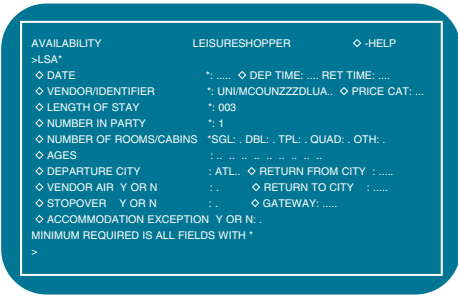 AVAILABILITY LEISURESHOPPER ◇ -HELP
>LSA*
◇ DATE *: ..... ◇ DEP TIME: .... RET TIME: ....
◇ VENDOR/IDENTIFIER *: UNI/MCOUNZZZDLUA.. ◇ PRICE CAT: ...
◇ LENGTH OF STAY *: 003
◇ NUMBER IN PARTY *: 1
◇ NUMBER OF ROOMS/CABINS *SGL: . DBL: . TPL: . QUAD: . OTH: .
◇ AGES : .. .. .. .. .. .. .. .. ..
◇ DEPARTURE CITY : ATL.. ◇ RETURN FROM CITY : .....
◇ VENDOR AIR Y OR N : . ◇ RETURN TO CITY : .....
◇ STOPOVER Y OR N : . ◇ GATEWAY: .....
◇ ACCOMMODATION EXCEPTION Y OR N: .
MINIMUM REQUIRED IS ALL FIELDS WITH *
>